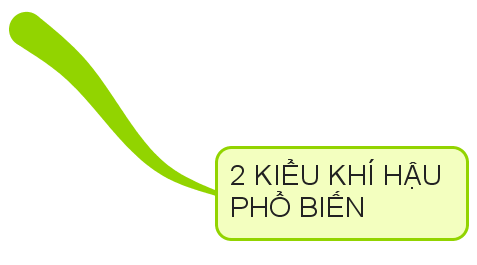 2 KIỂU KHÍ HẬU
PHỔ BIẾN